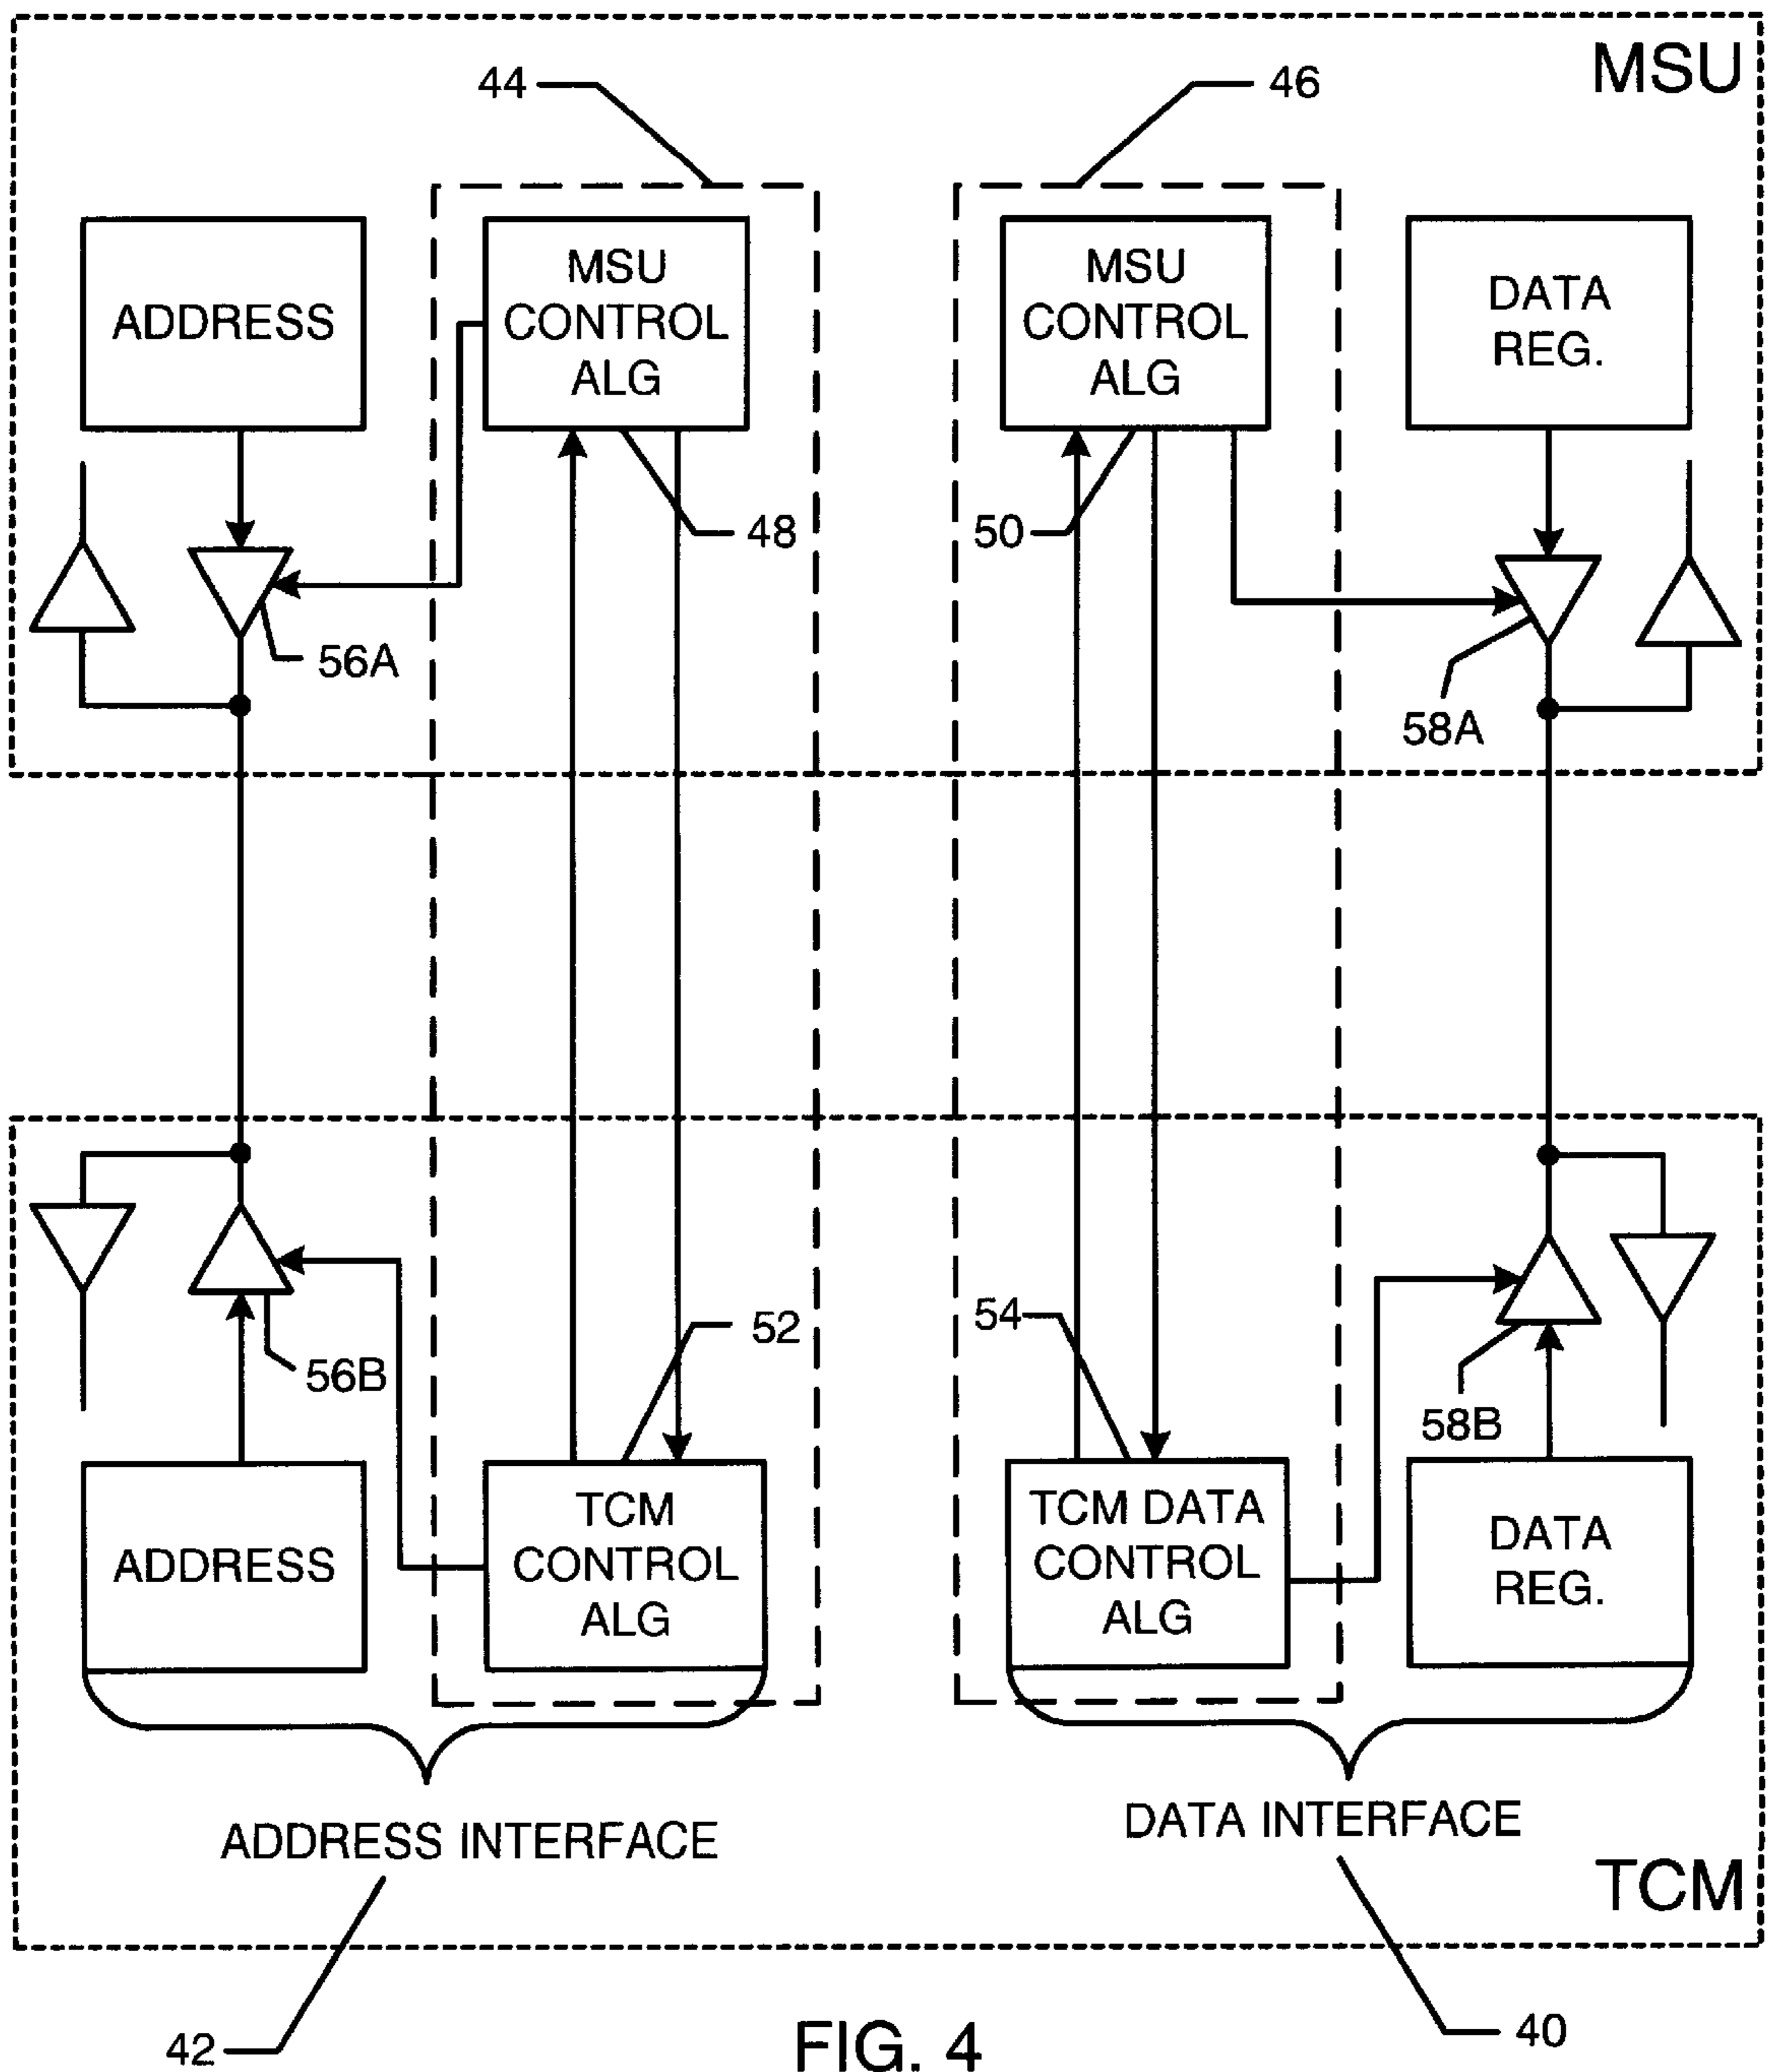 MSU
44
46
ADDRESS
MSU
CONTROL
ALG
MSU
CONTROL
ALG
DATA
REG.
48
50
56A
58A
52
54
56B
58B
ADDRESS
TCM
CONTROL
ALG
TCM DATA
CONTROL
ALG
DATA
REG.
ADDRESS INTERFACE
DATA INTERFACE
TCM
42
40
FIG. 4